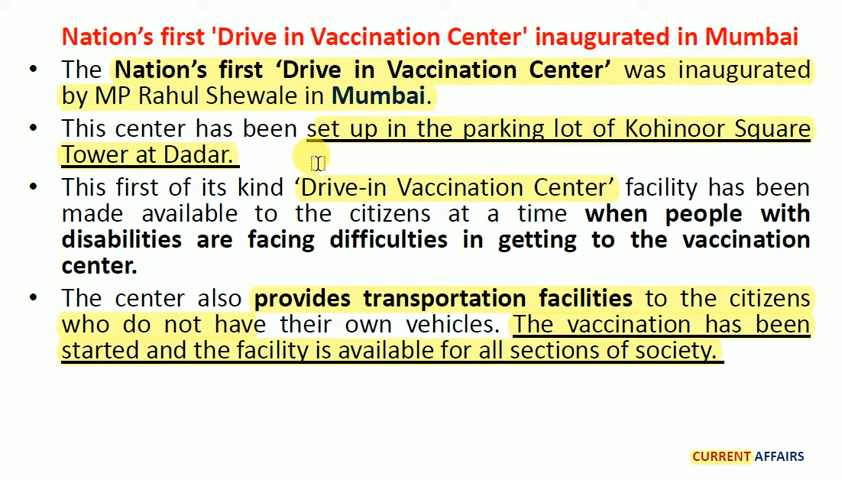 Nation's first 'Drive in Vaccination Center' inaugurated in Mumbai
• The Nation's first 'Drive in Vaccination Center' was inaugurated
by MP Rahul Shewale in Mumbai.
• This center has been set up in the parking lot of Kohinoor Square
Tower at Dadar.
• This first of its kind 'Drive-in Vaccination Center' facility has been
made available to the citizens at a time when people with
disabilities are facing difficulties in getting to the vaccination
center.
• The center also provides transportation facilities to the citizens
who do not have their own vehicles. The vaccination has been
started and the facility is available for all sections of society.
CURRENT AFFAIRS